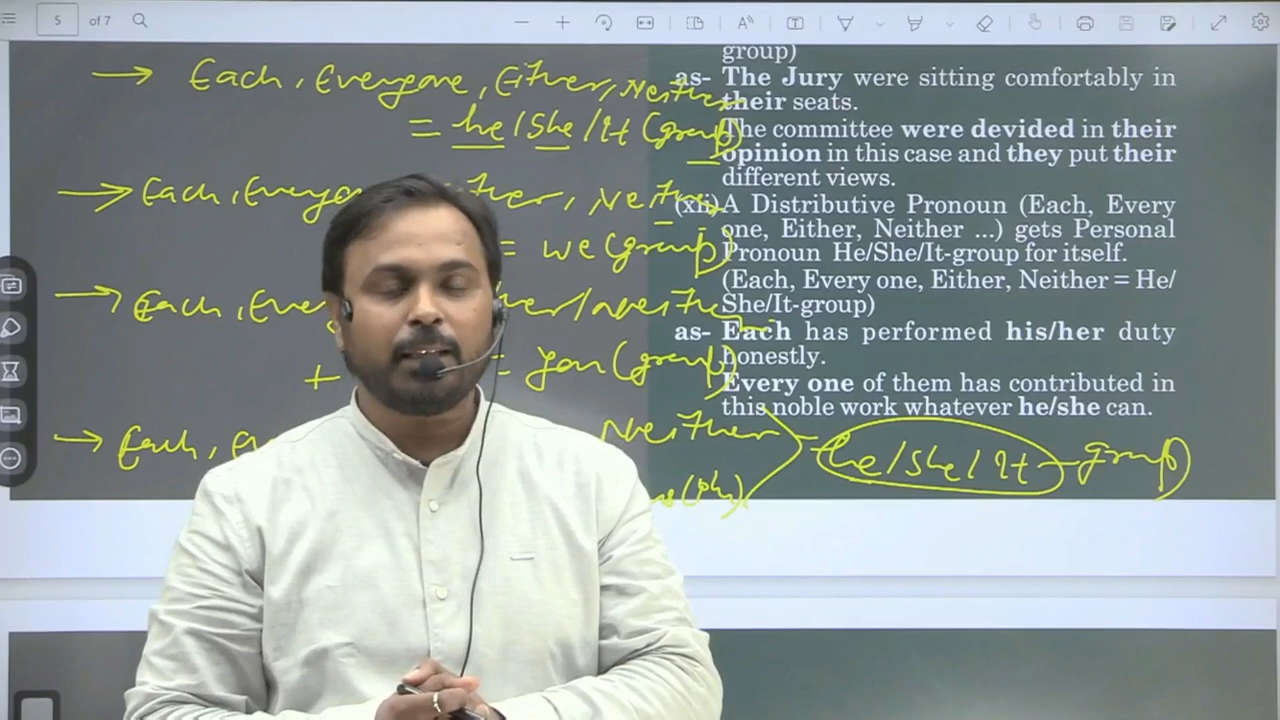 5 of 7
→ Each, Everyone, Either, Neither
= he/She/It (group)
→ Each, Neither
= we (group)
→ Each,
+ = you (group)
→ Each, Neither
he/She/It - group)
group)
as- The Jury were sitting comfortably in
their seats.
The committee were devided in their
opinion in this case and they put their
different views.
(xii)A Distributive Pronoun (Each, Every
one, Either, Neither ...) gets Personal
Pronoun He/She/It-group for itself.
(Each, Every one, Either, Neither = He/
She/It-group)
as- Each has performed his/her duty
honestly.
Every one of them has contributed in
this noble work whatever he/she can.